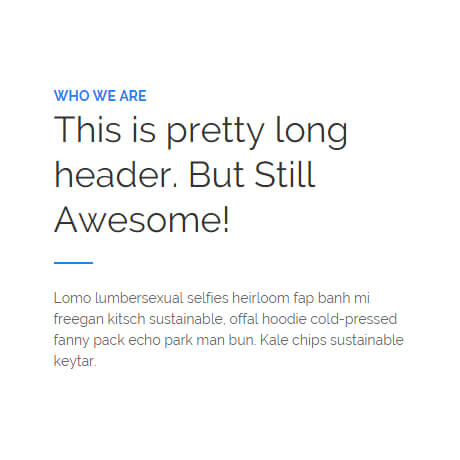 WHO WE ARE
This is pretty long
header. But Still
Awesome!
Lomo lumbersexual selfies heirloom fap banh mi
freegan kitsch sustainable, offal hoodie cold-pressed
fanny pack echo park man bun. Kale chips sustainable
keytar.